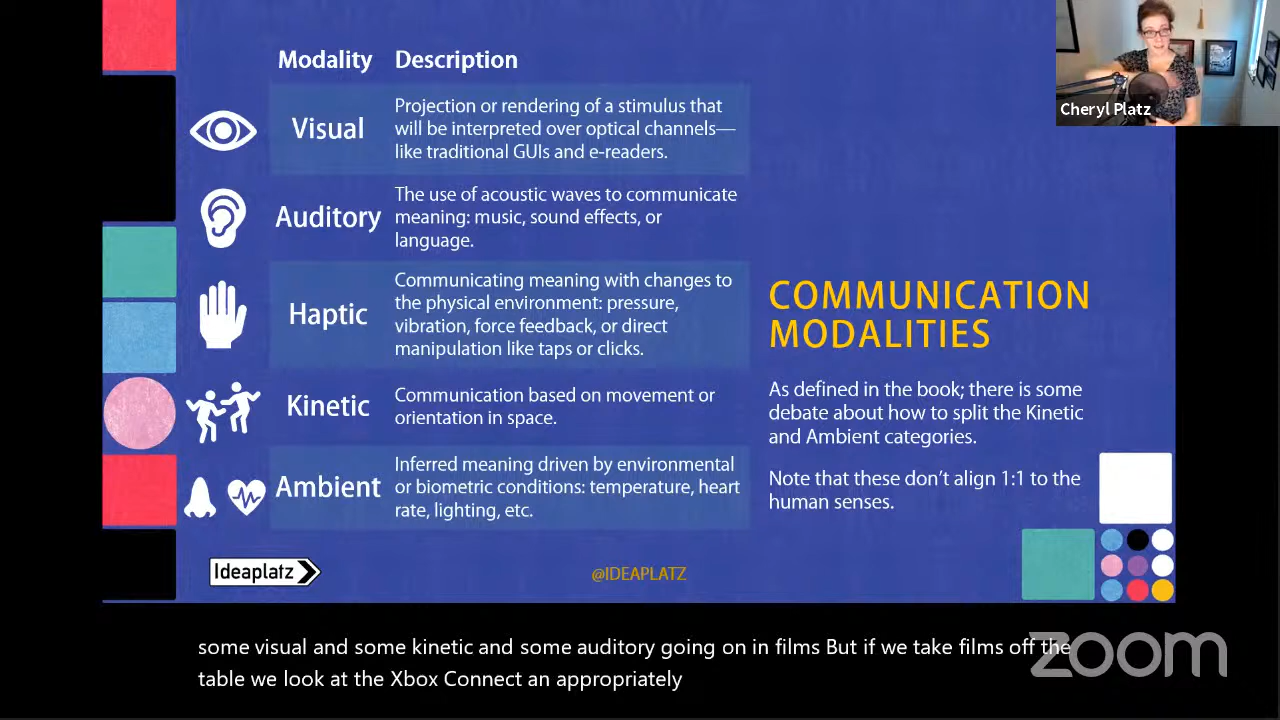 Modality Description
Visual
Projection or rendering of a stimulus that
will be interpreted over optical channels—
like traditional GUIs and e-readers.
Auditory
The use of acoustic waves to communicate
meaning: music, sound effects, or
language.
Haptic
Communicating meaning with changes to
the physical environment: pressure,
vibration, force feedback, or direct
manipulation like taps or clicks.
Kinetic
Communication based on movement or
orientation in space.
Ambient
Inferred meaning driven by environmental
or biometric conditions: temperature, heart
rate, lighting, etc.
COMMUNICATION
MODALITIES
As defined in the book; there is some
debate about how to split the Kinetic
and Ambient categories.
Note that these don’t align 1:1 to the
human senses.
Cheryl Platz
Ideaplatz
@IDEAPLATZ
some visual and some kinetic and some auditory going on in films But if we take films off the
table we look at the Xbox Connect an appropriately
zoom